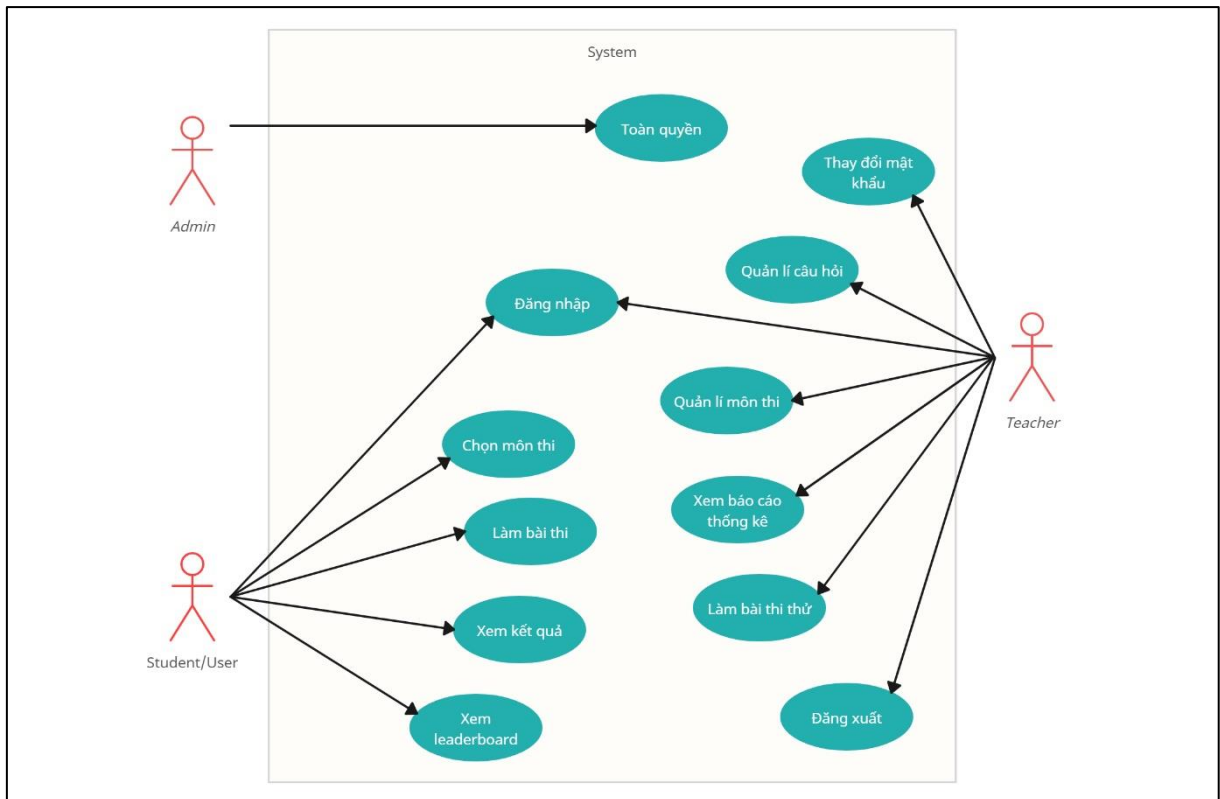 System
Toàn quyền
Admin
Thay đổi mật
khẩu
Quản lí câu hỏi
Đăng nhập
Teacher
Quản lí môn thi
Chọn môn thi
Xem báo cáo
thống kê
Làm bài thi
Làm bài thi thử
Xem kết quả
Student/User
Đăng xuất
Xem
leaderboard